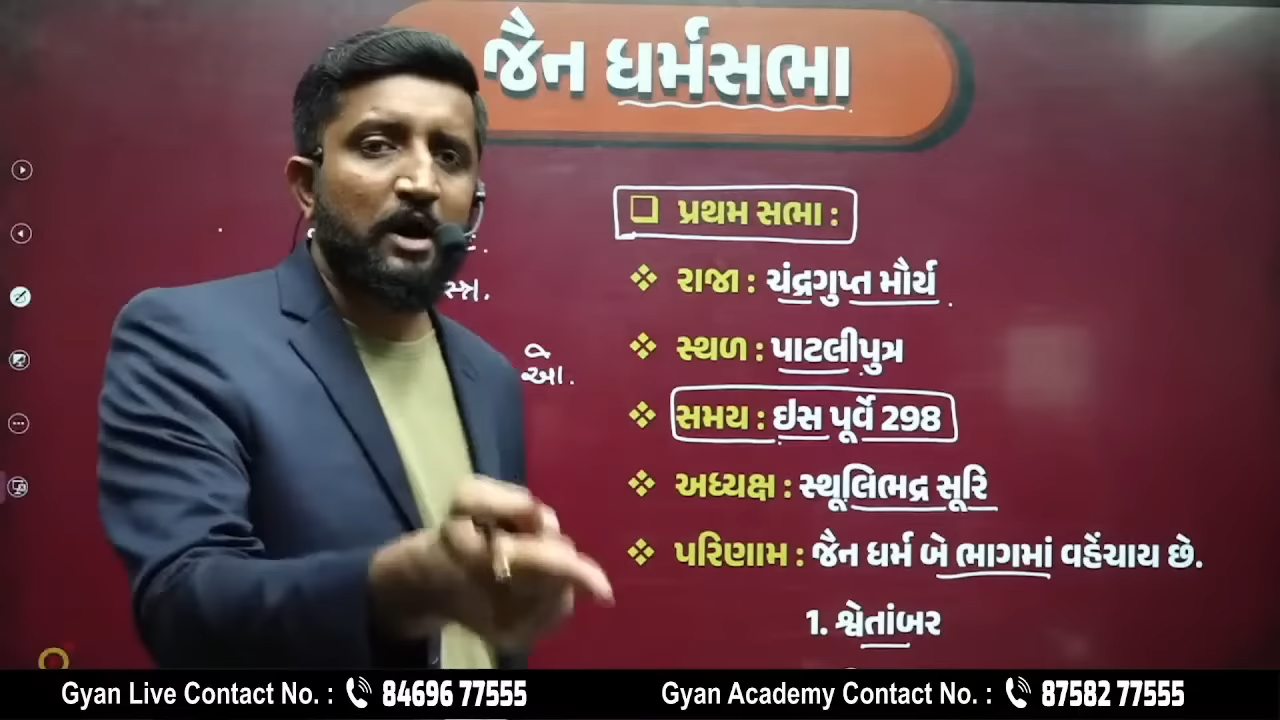 જૈન ધર્મસભા
❑ પ્રથમ સભા :
❖ રાજા : ચંદ્રગુપ્ત મૌર્ય
❖ સ્થળ : પાટલીપુત્ર
❖ સમય : ઇસ પૂર્વે 298
❖ અધ્યક્ષ : સ્થૂલિભદ્ર સૂરિ
❖ પરિણામ : જૈન ધર્મ બે ભાગમાં વહેંચાય છે.
1. શ્વેતાંબર
Gyan Live Contact No. : 84696 77555
Gyan Academy Contact No. : 87582 77555